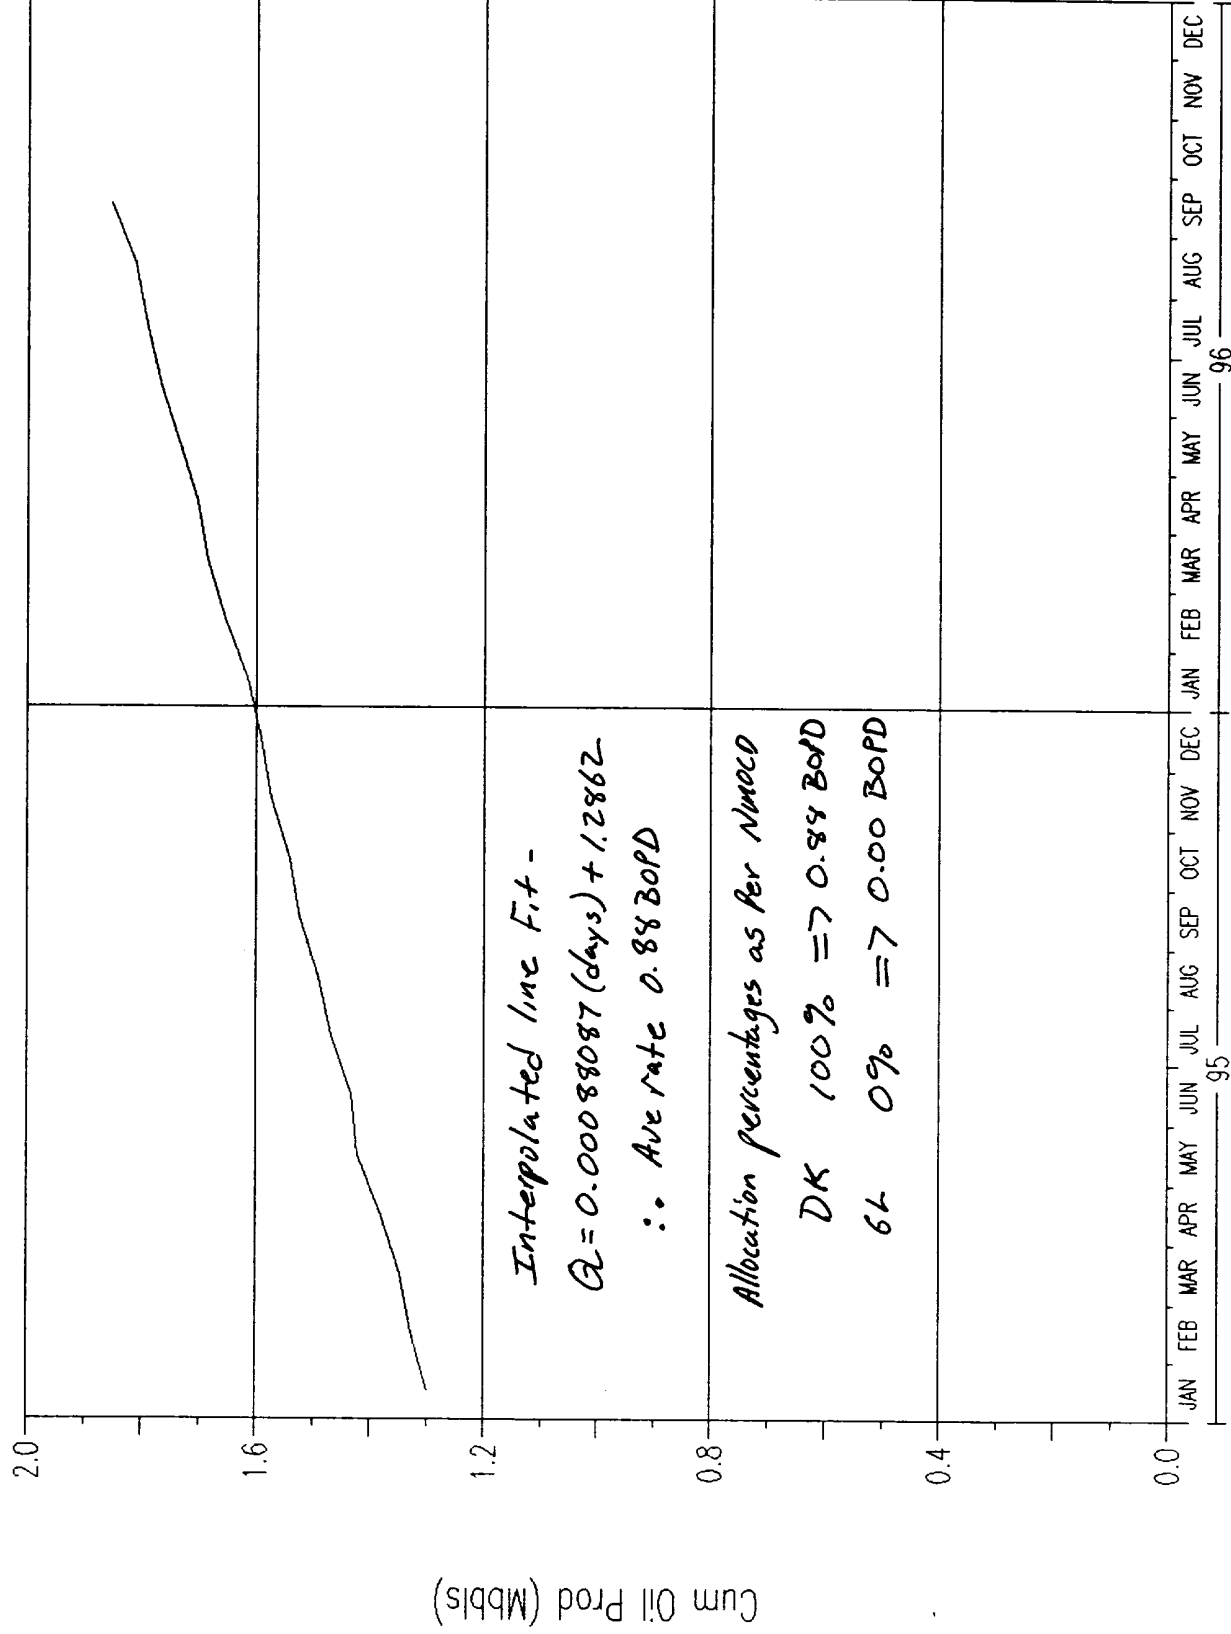 Cum Oil Prod (Mbbls)
2.0
1.6
1.2
0.8
0.4
0.0
Interpolated line Fit -
Q = 0.00088087 (days) + 1.2862
∴ Ave rate 0.88 BOPD
Allocation percentages as Per NMOCD
DK 100% => 0.88 BOPD
GL 0% => 0.00 BOPD
JAN FEB MAR APR MAY JUN JUL AUG SEP OCT NOV DEC JAN FEB MAR APR MAY JUN JUL AUG SEP OCT NOV DEC
95 96